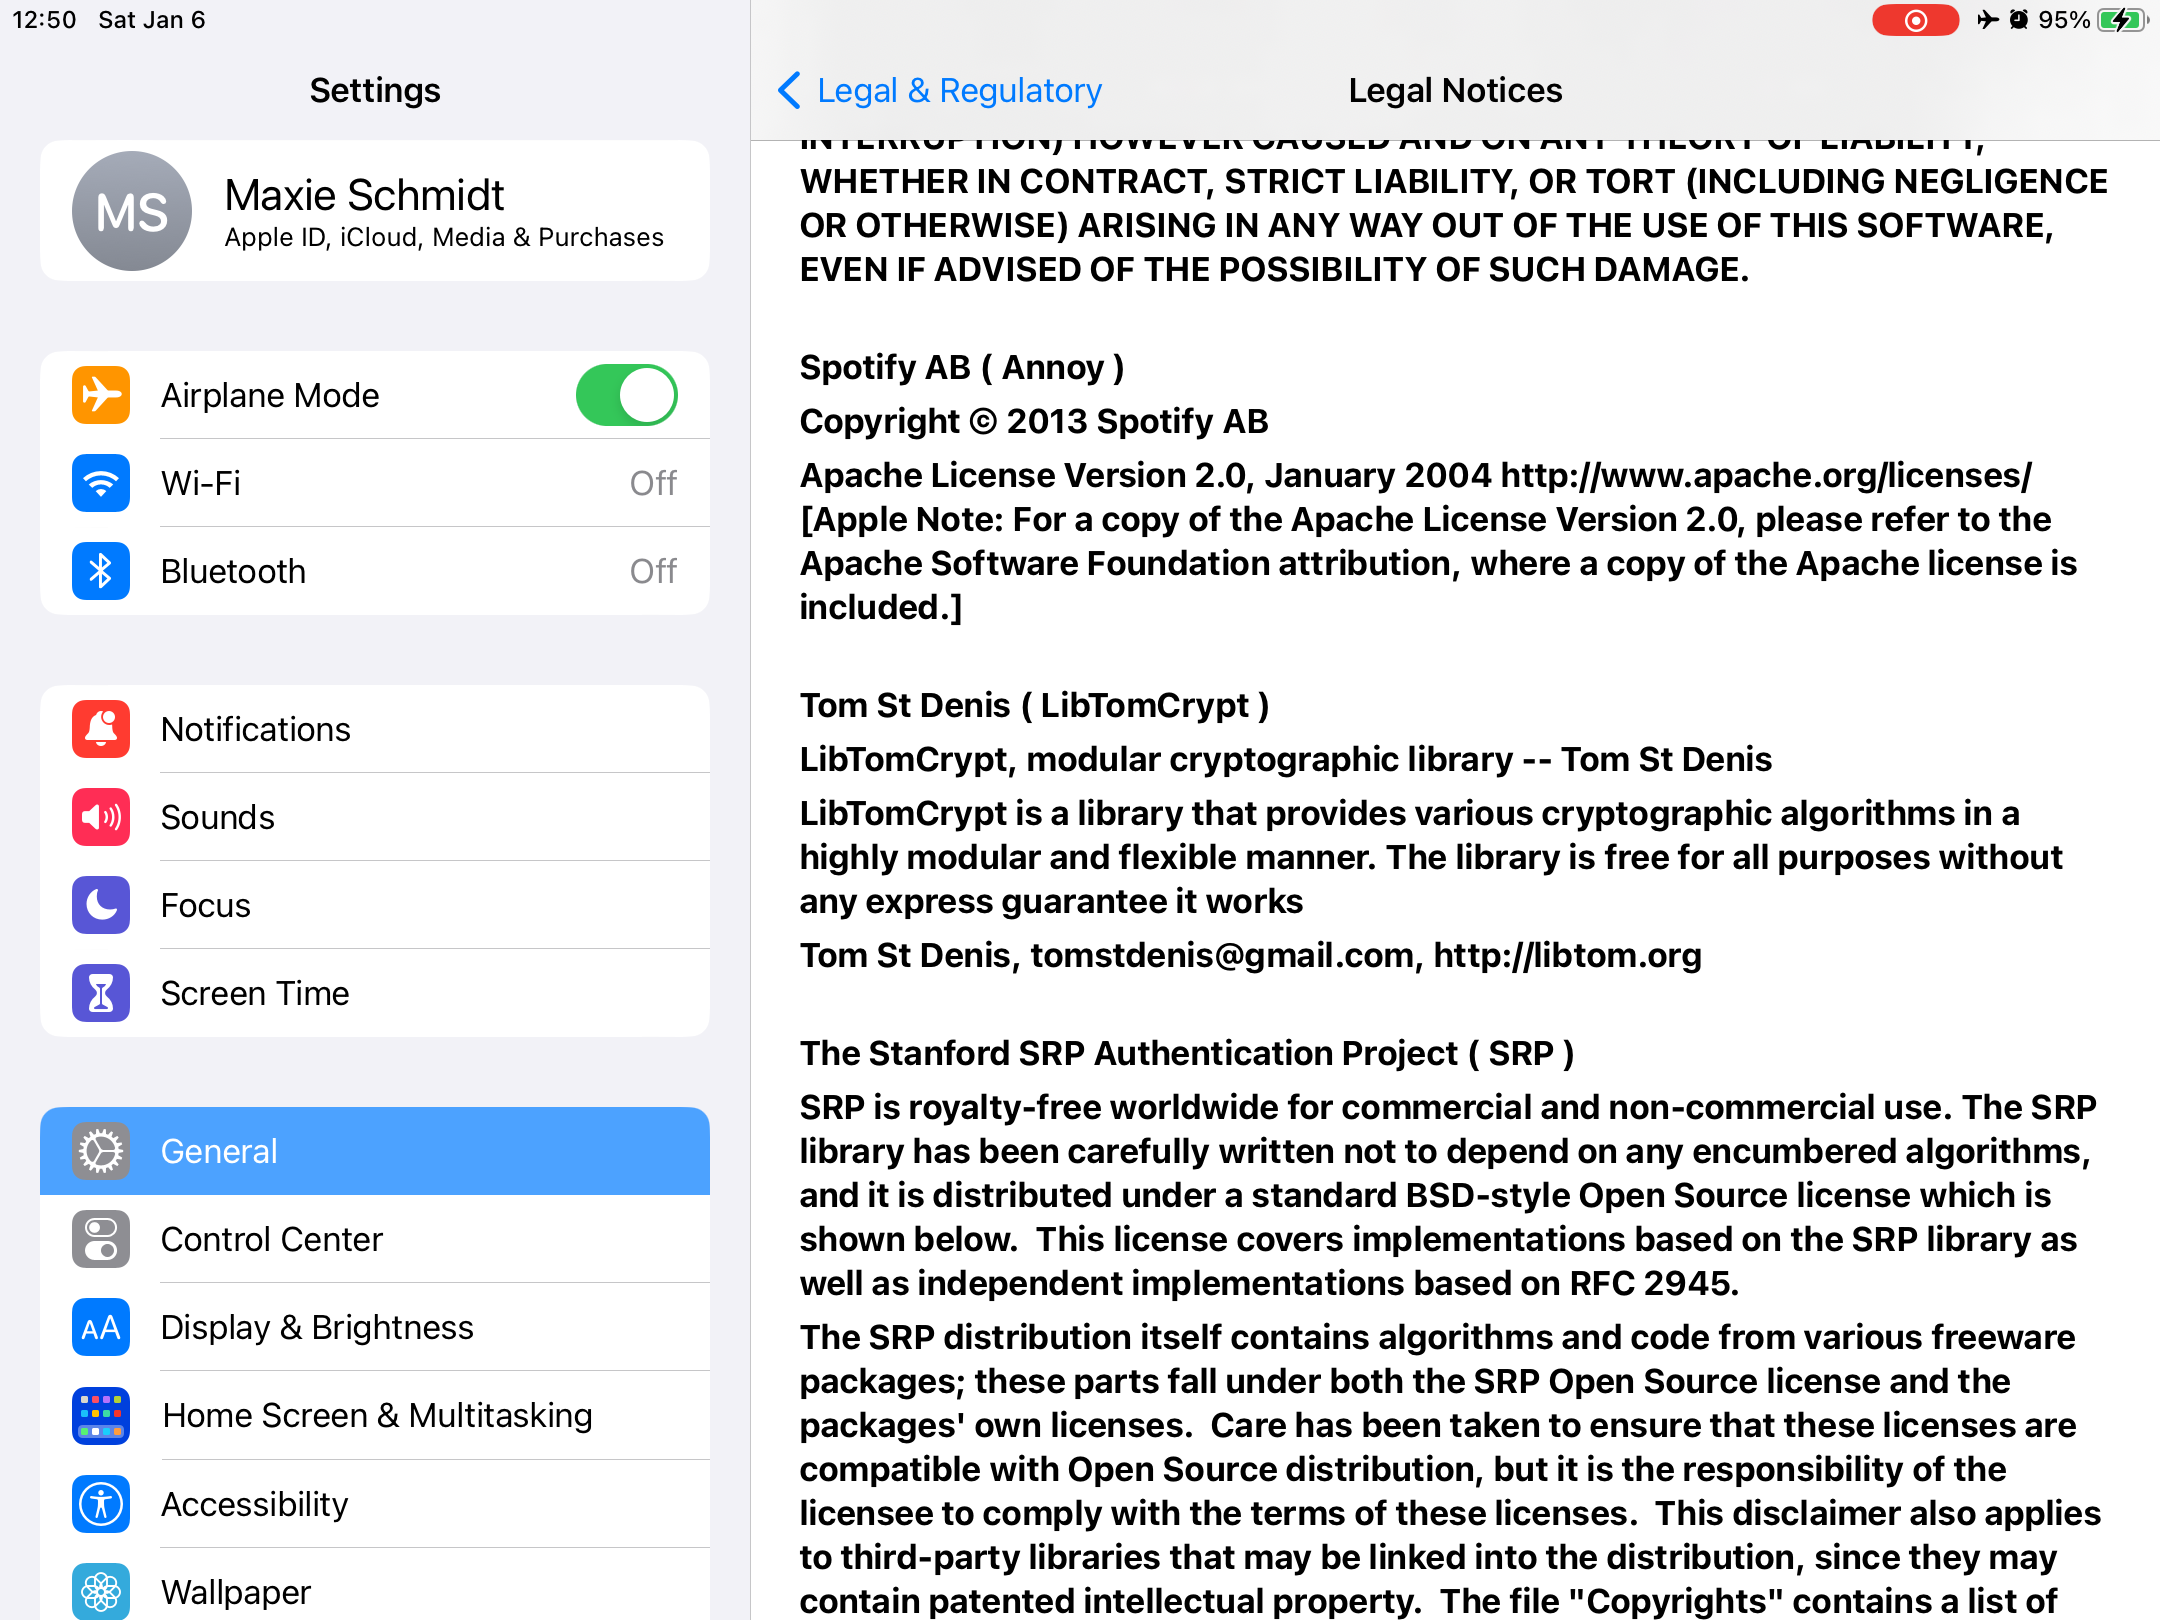 12:50 Sat Jan 6
95%
Settings
MS
Maxie Schmidt
Apple ID, iCloud, Media & Purchases
Airplane Mode
Wi-Fi Off
Bluetooth Off
Notifications
Sounds
Focus
Screen Time
General
Control Center
AA Display & Brightness
Home Screen & Multitasking
Accessibility
Wallpaper
Legal & Regulatory
Legal Notices
INTERRUPTION) HOWEVER CAUSED AND ON ANY THEORY OF LIABILITY,
WHETHER IN CONTRACT, STRICT LIABILITY, OR TORT (INCLUDING NEGLIGENCE
OR OTHERWISE) ARISING IN ANY WAY OUT OF THE USE OF THIS SOFTWARE,
EVEN IF ADVISED OF THE POSSIBILITY OF SUCH DAMAGE.
Spotify AB ( Annoy )
Copyright © 2013 Spotify AB
Apache License Version 2.0, January 2004 http://www.apache.org/licenses/
[Apple Note: For a copy of the Apache License Version 2.0, please refer to the
Apache Software Foundation attribution, where a copy of the Apache license is
included.]
Tom St Denis ( LibTomCrypt )
LibTomCrypt, modular cryptographic library -- Tom St Denis
LibTomCrypt is a library that provides various cryptographic algorithms in a
highly modular and flexible manner. The library is free for all purposes without
any express guarantee it works
Tom St Denis, tomstdenis@gmail.com, http://libtom.org
The Stanford SRP Authentication Project ( SRP )
SRP is royalty-free worldwide for commercial and non-commercial use. The SRP
library has been carefully written not to depend on any encumbered algorithms,
and it is distributed under a standard BSD-style Open Source license which is
shown below.  This license covers implementations based on the SRP library as
well as independent implementations based on RFC 2945.
The SRP distribution itself contains algorithms and code from various freeware
packages; these parts fall under both the SRP Open Source license and the
packages' own licenses.  Care has been taken to ensure that these licenses are
compatible with Open Source distribution, but it is the responsibility of the
licensee to comply with the terms of these licenses.  This disclaimer also applies
to third-party libraries that may be linked into the distribution, since they may
contain patented intellectual property.  The file "Copyrights" contains a list of